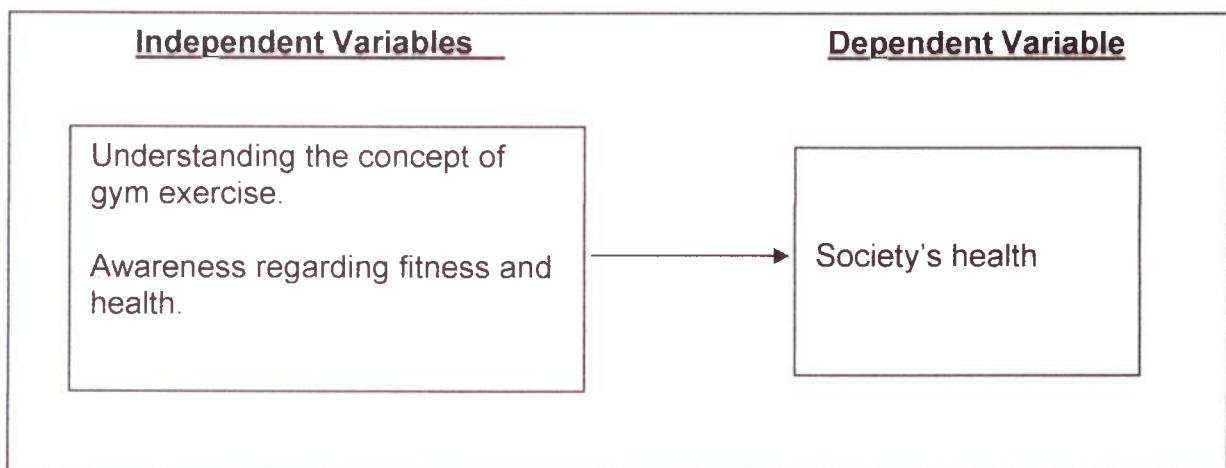 Independent Variables
Dependent Variable
Understanding the concept of
gym exercise.
Awareness regarding fitness and
health.
Society's health